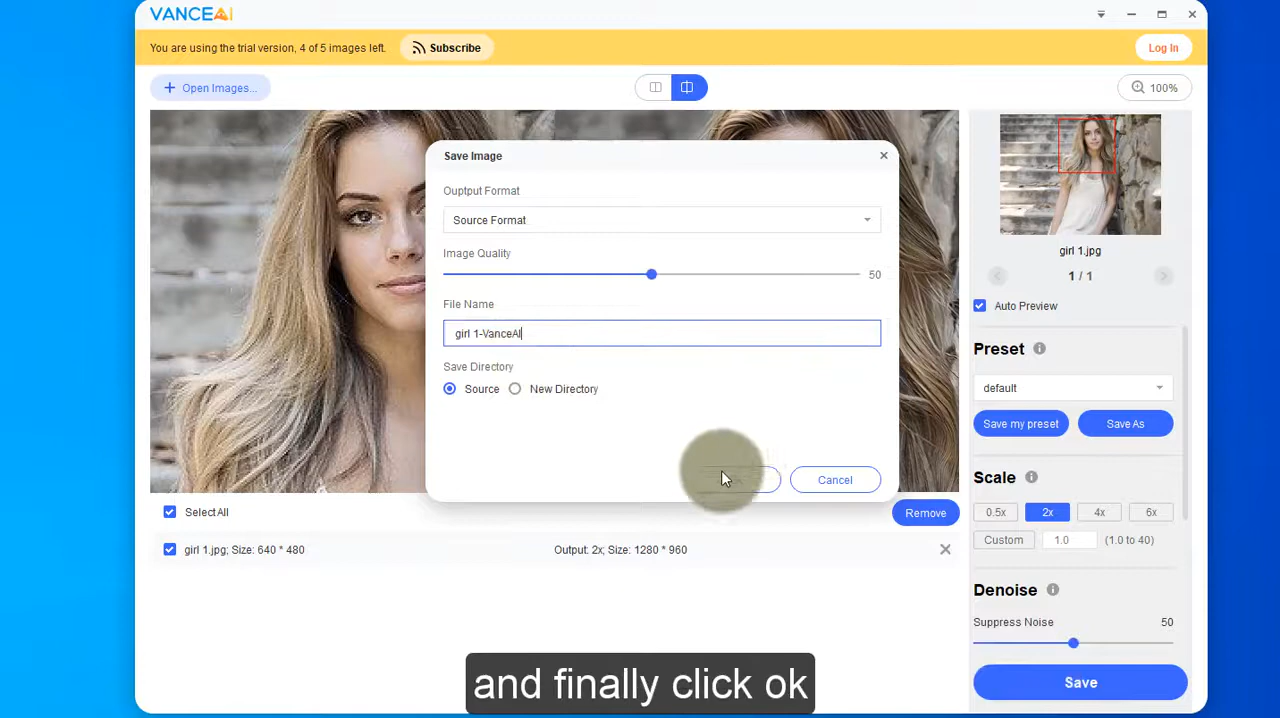 VANCEAI
You are using the trial version, 4 of 5 images left.
Subscribe
Log In
Open Images...
100%
Save Image
Ouptput Format
Source Format
Image Quality
50
File Name
girl 1-VanceAI
Save Directory
Source
New Directory
Cancel
girl 1.jpg
1 / 1
Auto Preview
Preset
default
Save my preset
Save As
Scale
0.5x
2x
4x
6x
Custom
1.0
(1.0 to 40)
Denoise
Suppress Noise
50
Save
Select All
Remove
girl 1.jpg; Size: 640 * 480
Output: 2x; Size: 1280 * 960
and finally click ok